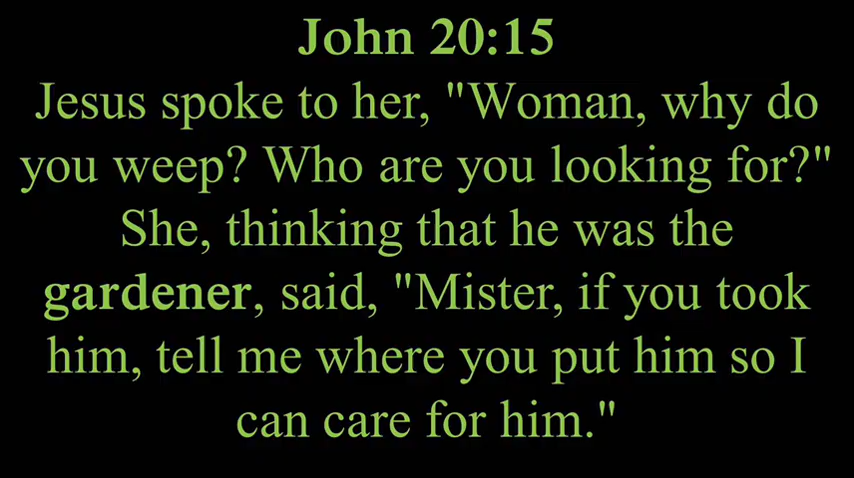 John 20:15
Jesus spoke to her, "Woman, why do
you weep? Who are you looking for?"
She, thinking that he was the
gardener, said, "Mister, if you took
him, tell me where you put him so I
can care for him."